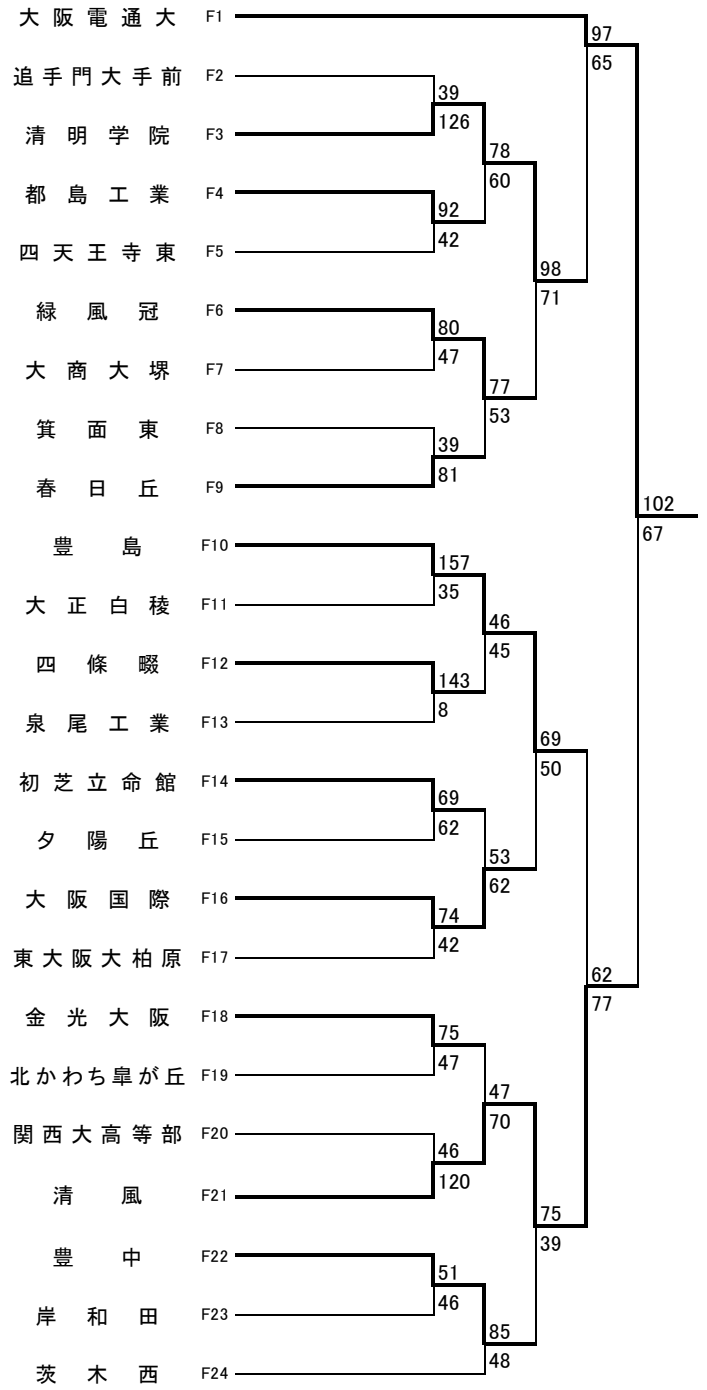 大阪電通大 F1
97
65
追手門大手前 F2
39
126
清明学院 F3
78
60
都島工業 F4
92
42
四天王寺東 F5
98
71
緑風冠 F6
80
47
大商大堺 F7
77
53
箕面東 F8
39
81
春日丘 F9
102
67
豊島 F10
157
35
大正白稜 F11
46
45
四條畷 F12
143
8
泉尾工業 F13
69
50
初芝立命館 F14
69
62
夕陽丘 F15
53
62
大阪国際 F16
74
42
東大阪大柏原 F17
62
77
金光大阪 F18
75
47
北かわち皐が丘 F19
47
70
関西大高等部 F20
46
120
清風 F21
75
39
豊中 F22
51
46
岸和田 F23
85
48
茨木西 F24